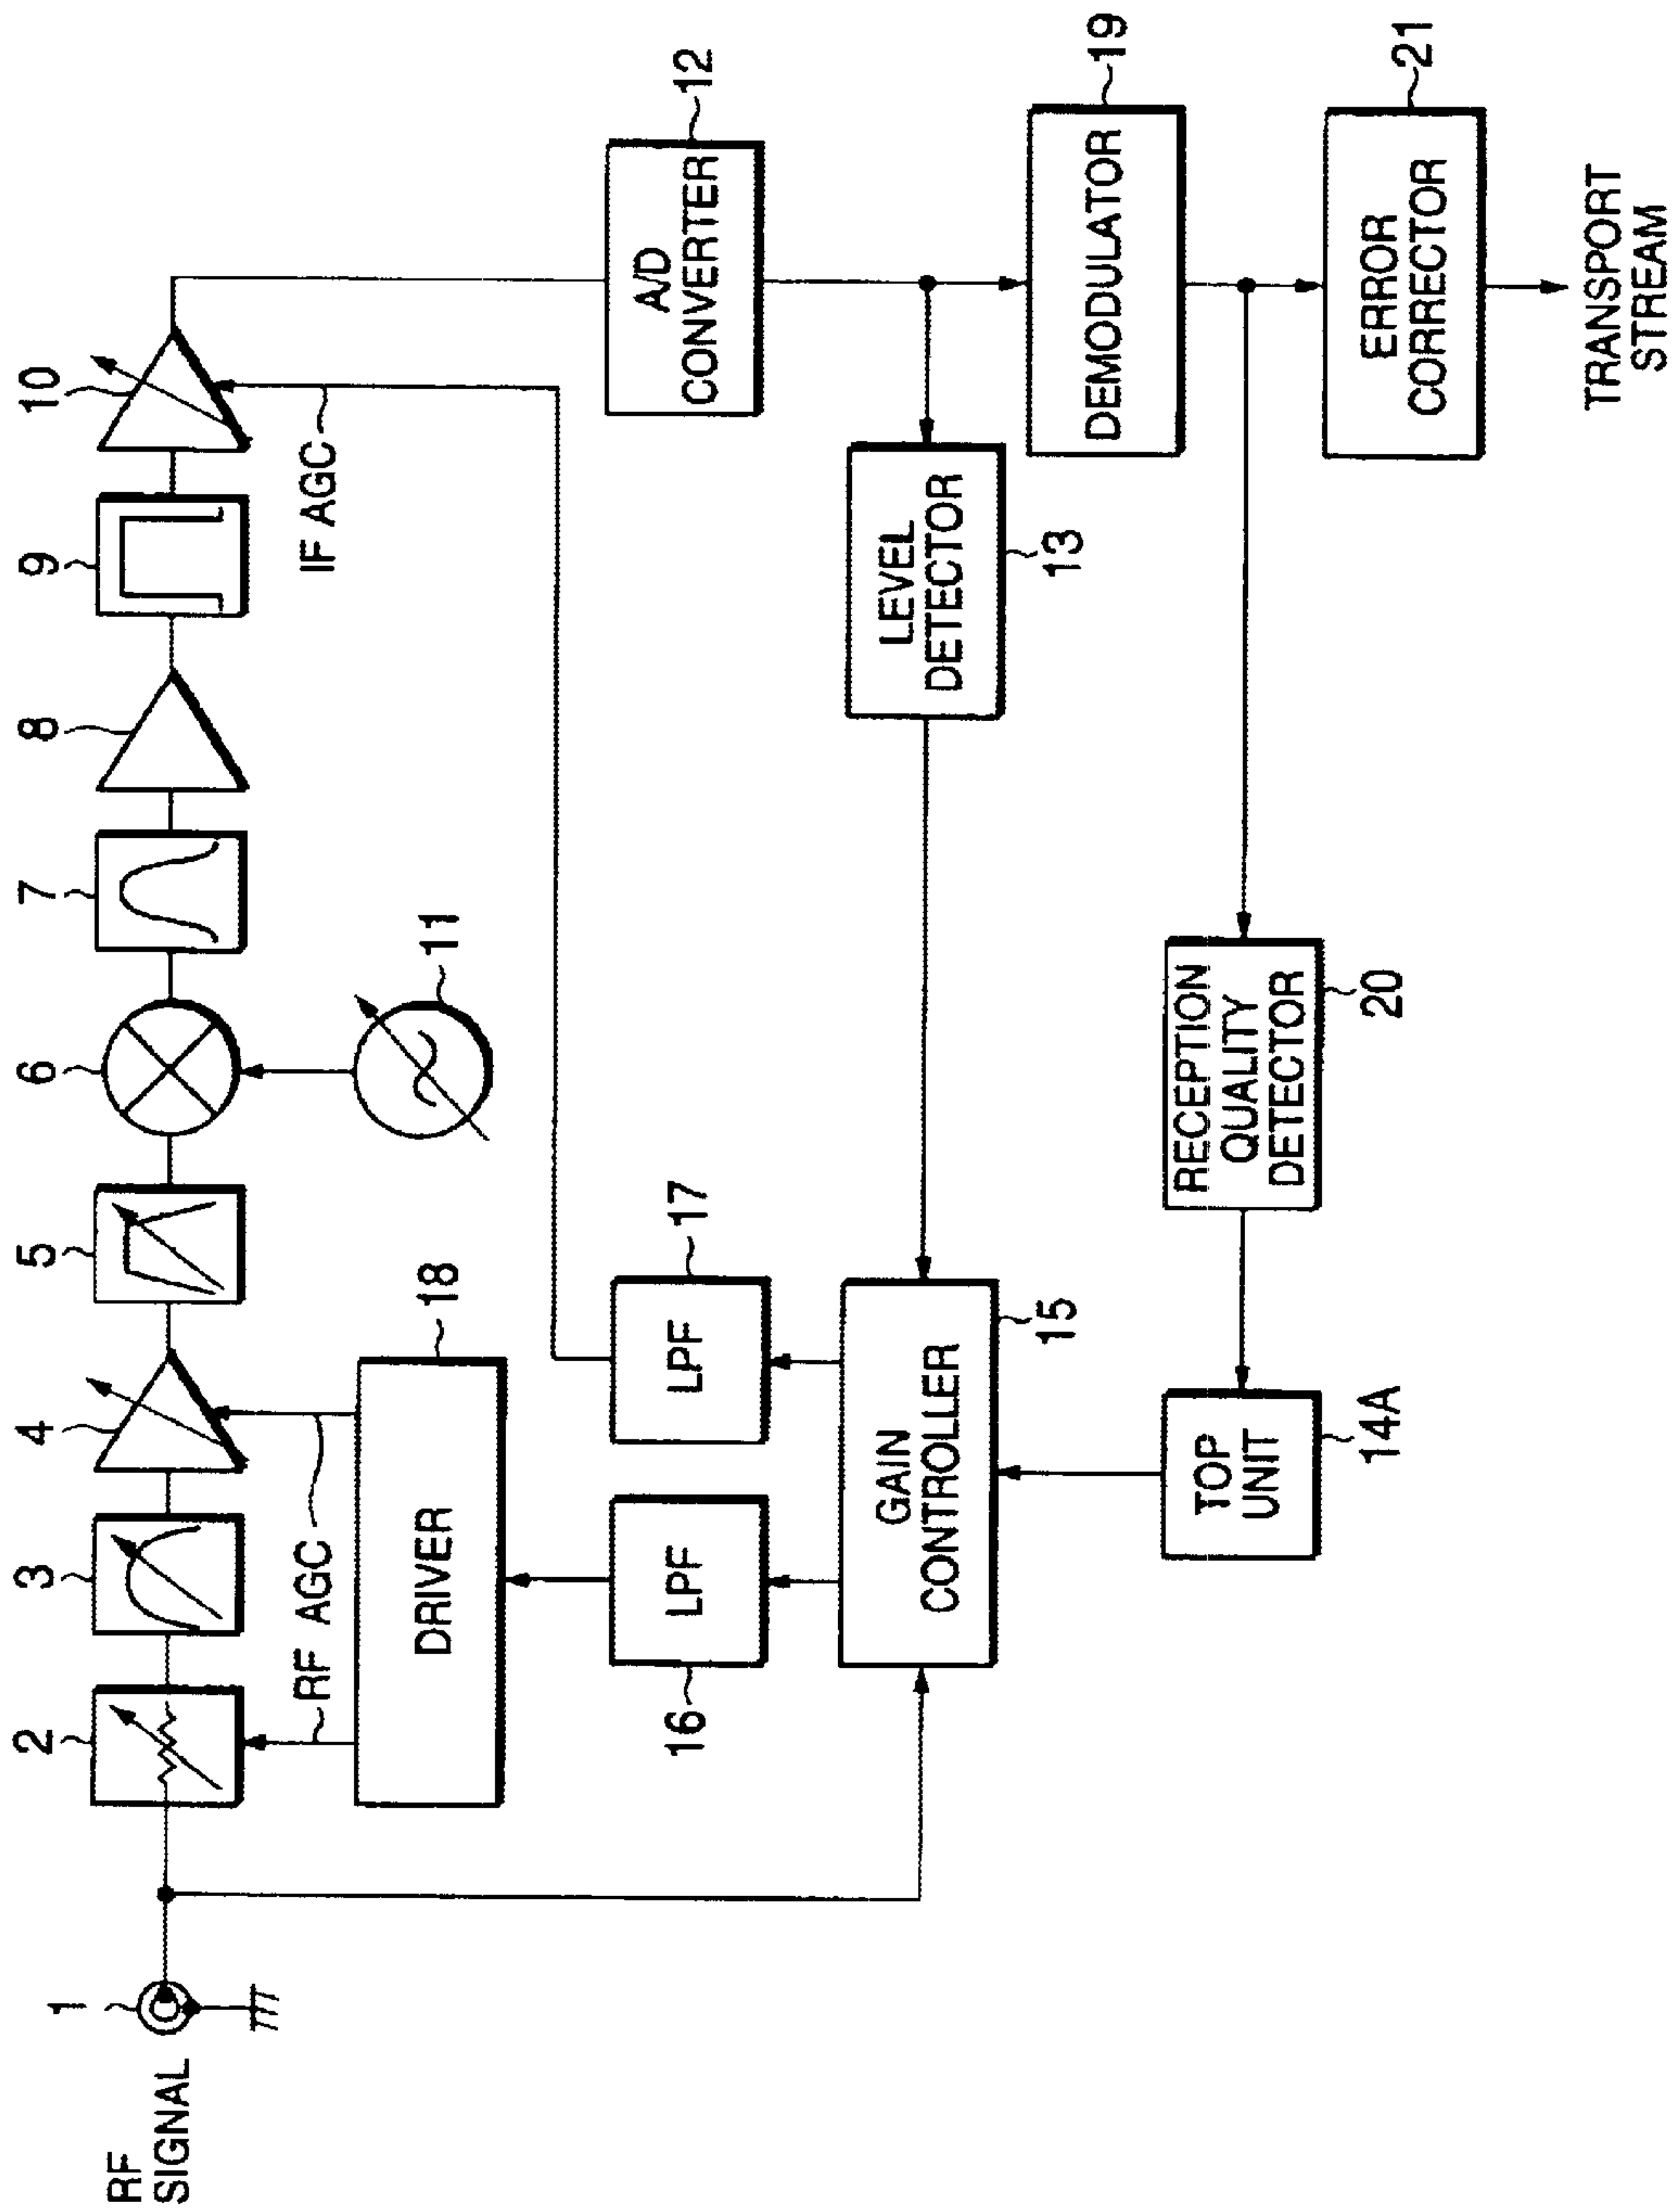 RF
SIGNAL
1
2
3
4
5
6
7
8
9
10
11
RF AGC
IF AGC
DRIVER
18
LPF
16
LPF
17
A/D
CONVERTER
12
GAIN
CONTROLLER
15
LEVEL
DETECTOR
13
DEMODULATOR
19
TOP
UNIT
14A
RECEPTION
QUALITY
DETECTOR
20
ERROR
CORRECTOR
21
TRANSPORT
STREAM